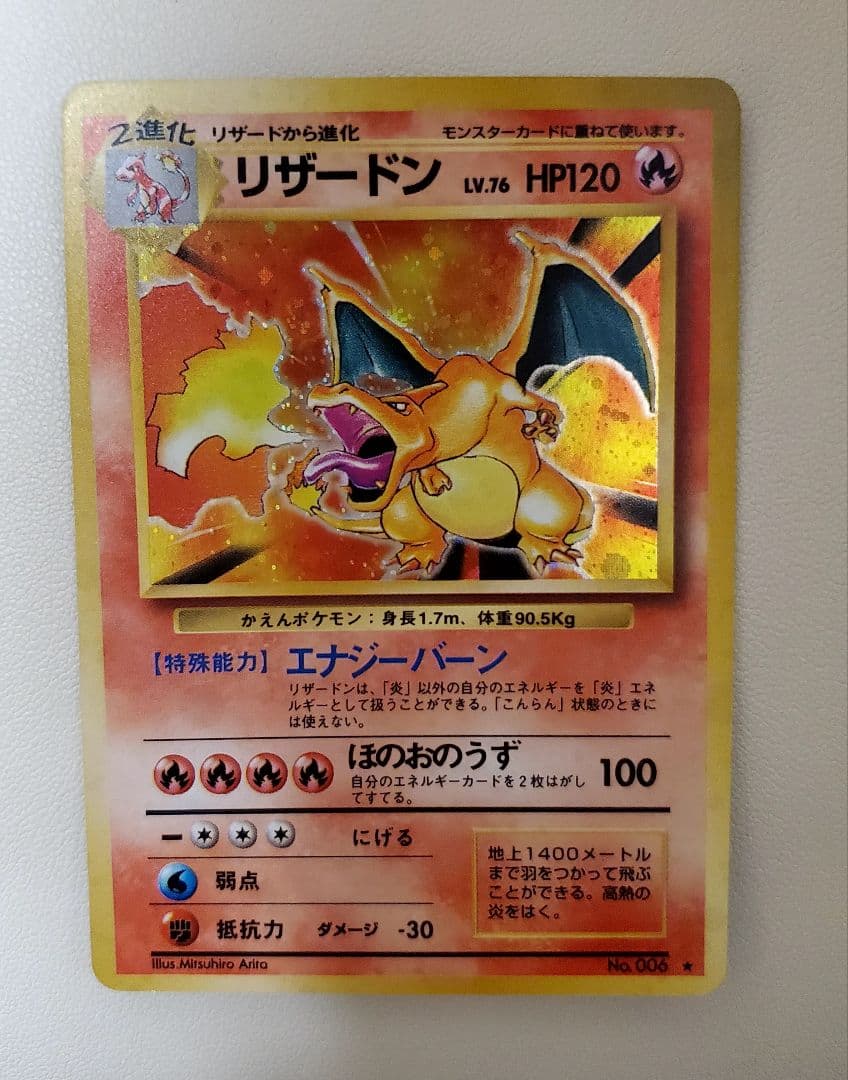 2進化 リザードから進化 モンスターカードに重ねて使います。
リザードン LV.76 HP120
かえんポケモン：身長1.7m、体重90.5Kg
【特殊能力】エナジーバーン
リザードンは、「炎」以外の自分のエネルギーを「炎」エネ
ルギーとして扱うことができる。「こんらん」状態のときに
は使えない。
ほのおのうず 100
自分のエネルギーカードを2枚はがし
てすてる。
ー にげる
弱点
抵抗力 ダメージ -30
地上1400メートル
まで羽をつかって飛ぶ
ことができる。高熱の
炎をはく。
Illus.Mitsuhiro Arita No.006 ★